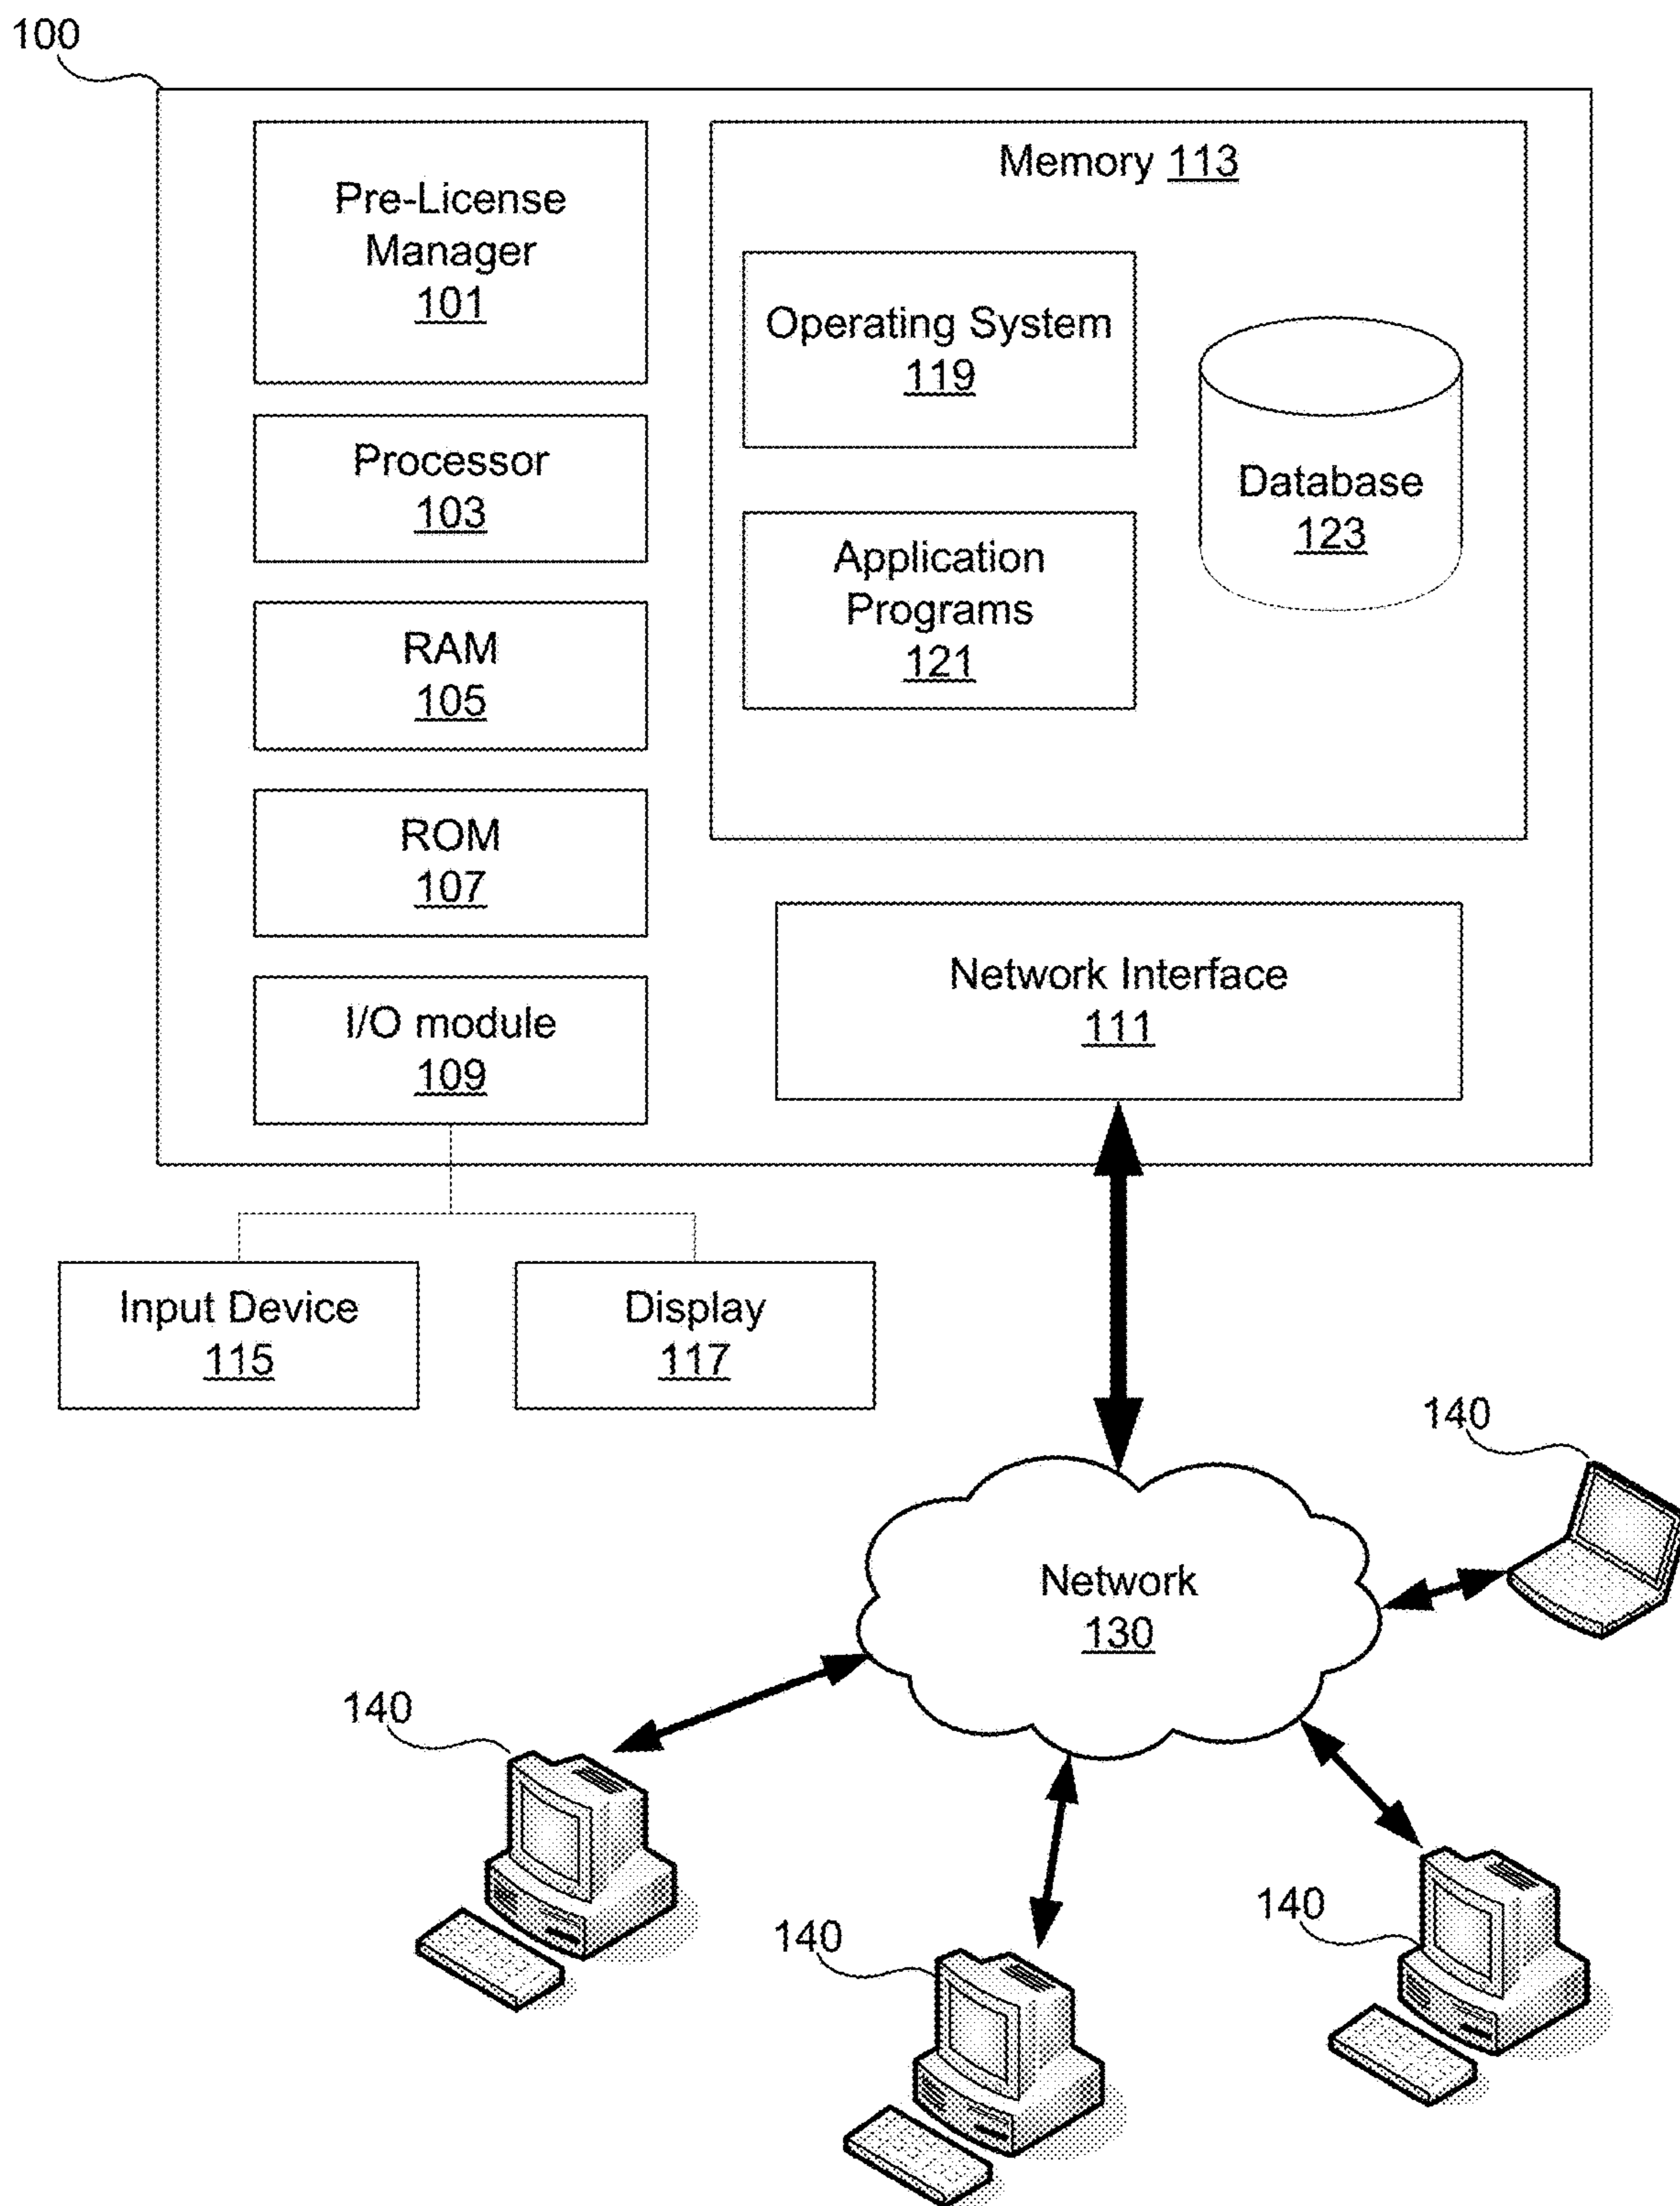 100
Pre-License
Manager
101
Processor
103
RAM
105
ROM
107
I/O module
109
Memory 113
Operating System
119
Application
Programs
121
Database
123
Network Interface
111
Input Device
115
Display
117
Network
130
140
140
140
140